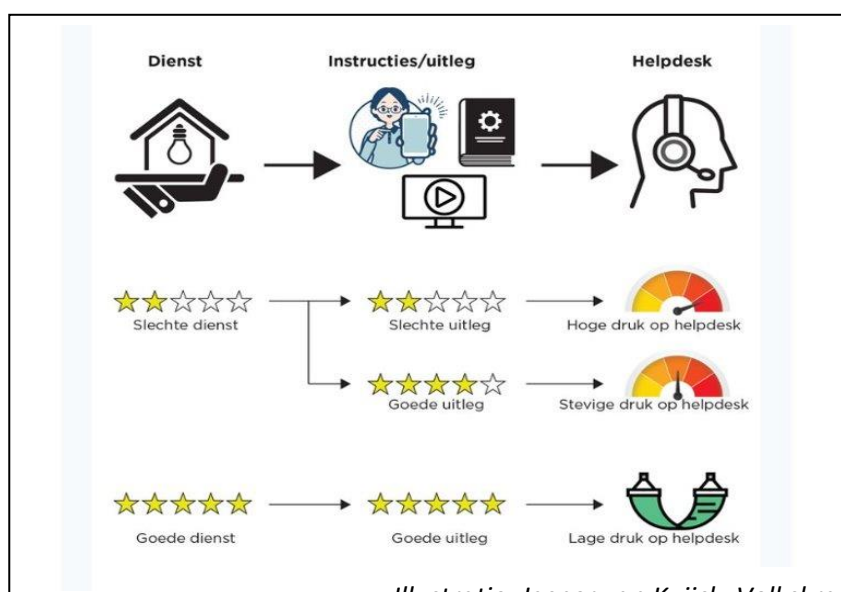 Dienst Instructies/uitleg Helpdesk
Slechte dienst Slechte uitleg Hoge druk op helpdesk
Goede uitleg Stevige druk op helpdesk
Goede dienst Goede uitleg Lage druk op helpdesk